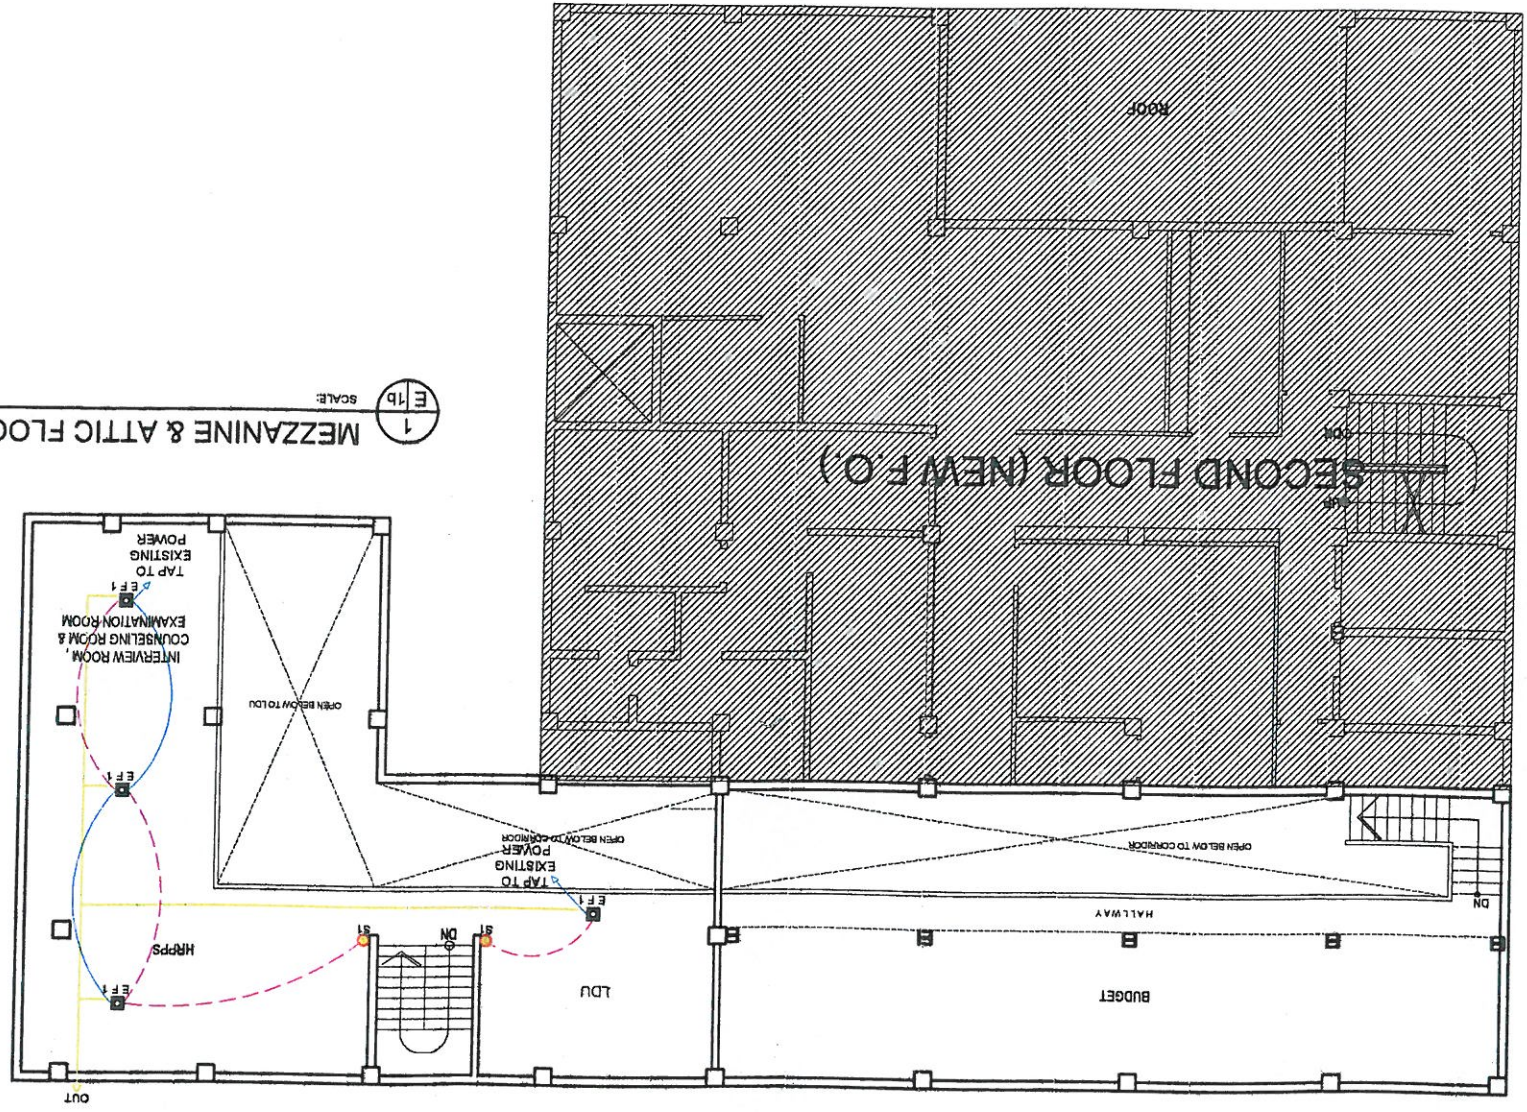 OUT
BUDGET
LDU
EF1
HRPPS
S1
DN
S1
HALLWAY
DN
EF1
TAP TO
EXISTING
POWER
OPEN BELOW TO CORRIDOR
OPEN BELOW TO CORRIDOR
EF1
OPEN BELOW TO LDU
INTERVIEW ROOM,
COUNSELING ROOM &
EXAMINATION ROOM
EF1
TAP TO
EXISTING
POWER
UP
SECOND FLOOR (NEW F.O.)
DN
1
MEZZANINE & ATTIC FLOO
E 1b
SCALE:
ROOF